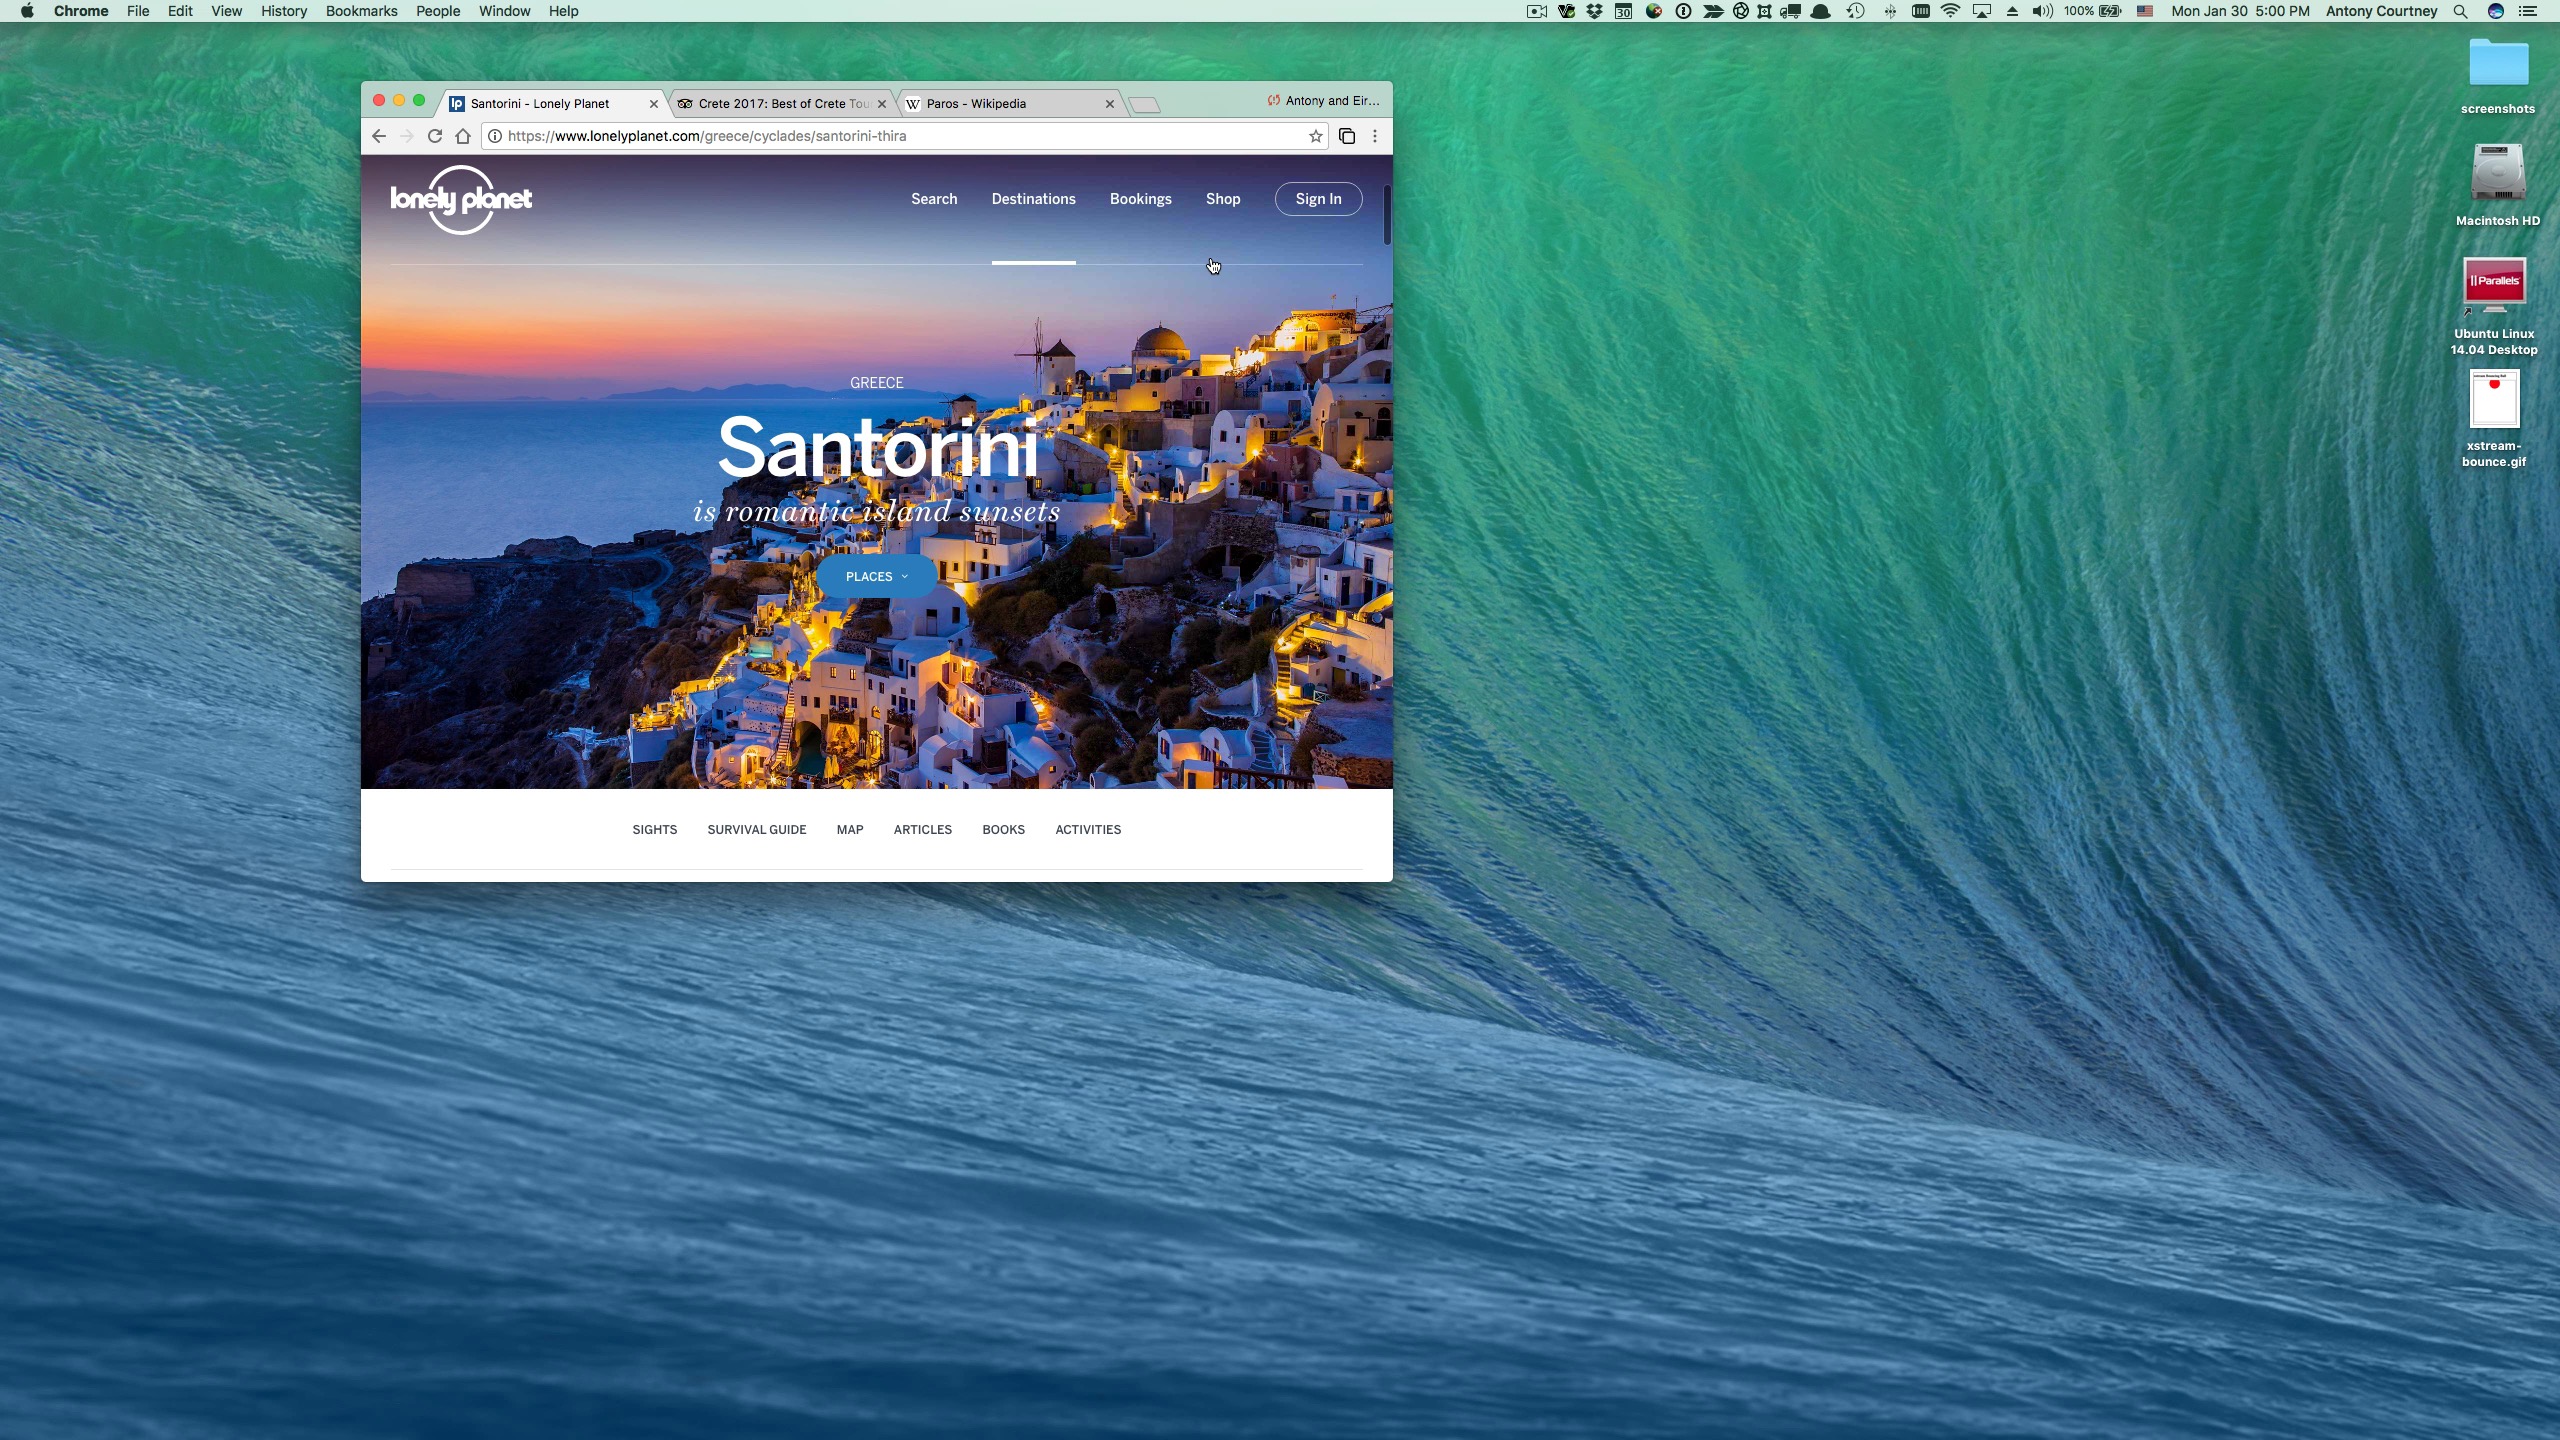 Chrome File Edit View History Bookmarks People Window Help
30 100% Mon Jan 30 5:00 PM Antony Courtney
screenshots
Macintosh HD
|| Parallels
Ubuntu Linux
14.04 Desktop
xstream-
bounce.gif
lp Santorini - Lonely Planet
Crete 2017: Best of Crete Tou
W Paros - Wikipedia
Antony and Eir...
https://www.lonelyplanet.com/greece/cyclades/santorini-thira
lonely planet
Search Destinations Bookings Shop Sign In
GREECE
Santorini
is romantic island sunsets
PLACES
SIGHTS SURVIVAL GUIDE MAP ARTICLES BOOKS ACTIVITIES